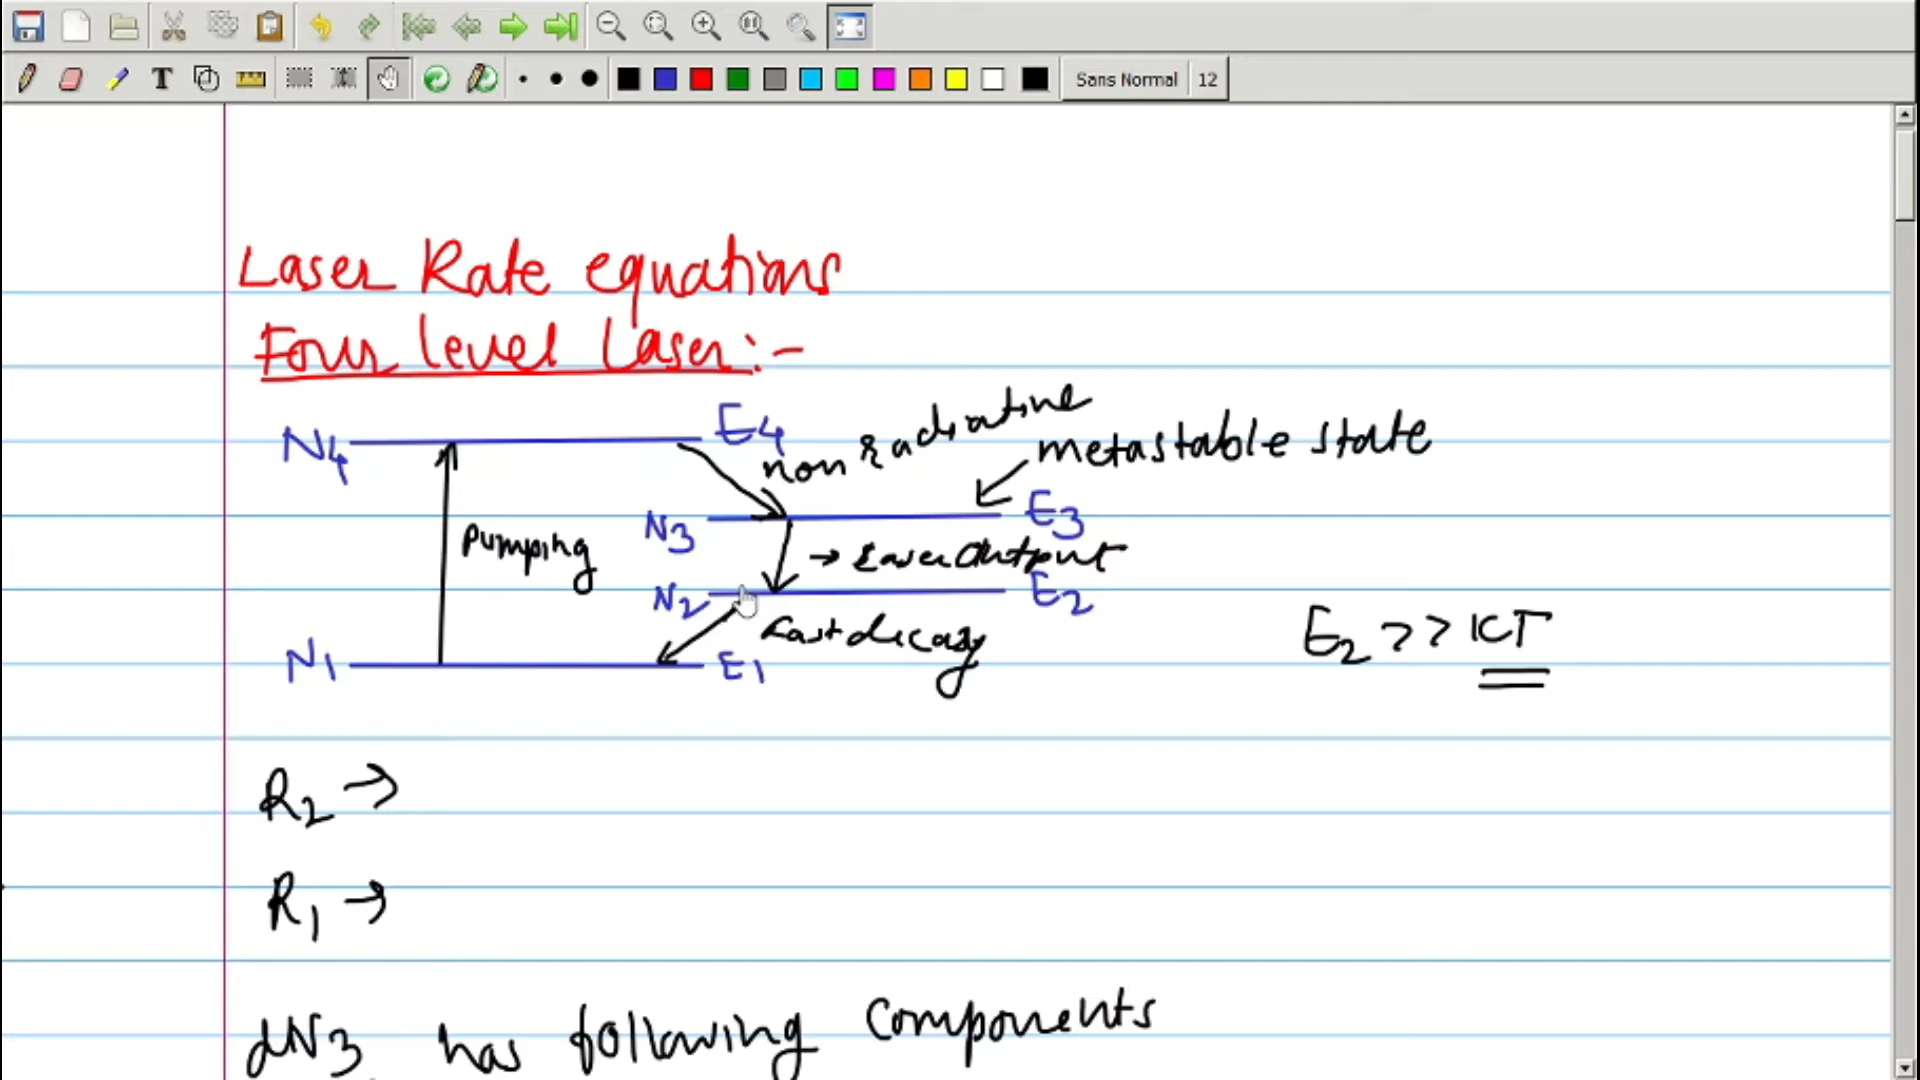 Sans Normal 12
Laser Rate equations
Four level Laser:-
N4 E4 non radiative
metastable state
Pumping N3 E3
→ Laser Output
N2 E2
Fast decay E2 >> KT
N1 E1
R2 →
R1 →
dN3 has following components